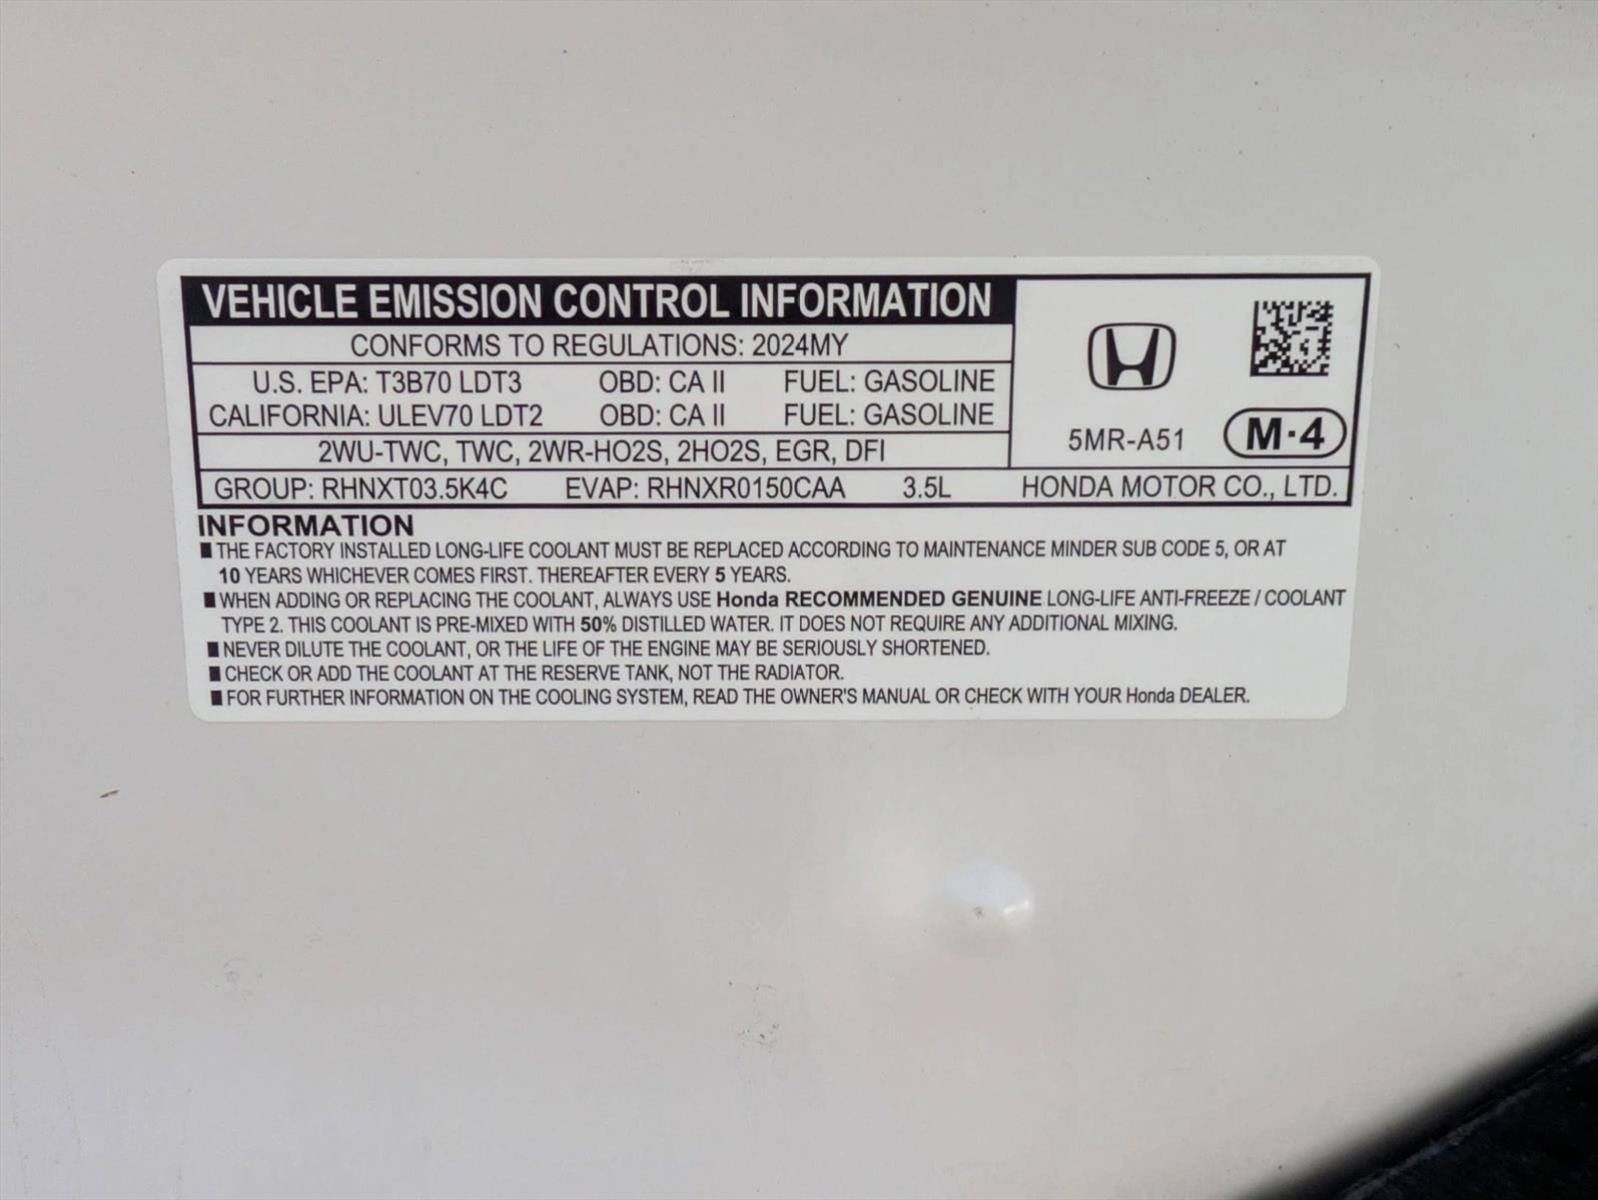 VEHICLE EMISSION CONTROL INFORMATION
CONFORMS TO REGULATIONS: 2024MY
U.S. EPA: T3B70 LDT3 OBD: CA II FUEL: GASOLINE
CALIFORNIA: ULEV70 LDT2 OBD: CA II FUEL: GASOLINE
2WU-TWC, TWC, 2WR-HO2S, 2HO2S, EGR, DFI
5MR-A51 M·4
GROUP: RHNXT03.5K4C EVAP: RHNXR0150CAA 3.5L HONDA MOTOR CO., LTD.
INFORMATION
■ THE FACTORY INSTALLED LONG-LIFE COOLANT MUST BE REPLACED ACCORDING TO MAINTENANCE MINDER SUB CODE 5, OR AT
10 YEARS WHICHEVER COMES FIRST. THEREAFTER EVERY 5 YEARS.
■ WHEN ADDING OR REPLACING THE COOLANT, ALWAYS USE Honda RECOMMENDED GENUINE LONG-LIFE ANTI-FREEZE / COOLANT
TYPE 2. THIS COOLANT IS PRE-MIXED WITH 50% DISTILLED WATER. IT DOES NOT REQUIRE ANY ADDITIONAL MIXING.
■ NEVER DILUTE THE COOLANT, OR THE LIFE OF THE ENGINE MAY BE SERIOUSLY SHORTENED.
■ CHECK OR ADD THE COOLANT AT THE RESERVE TANK, NOT THE RADIATOR.
■ FOR FURTHER INFORMATION ON THE COOLING SYSTEM, READ THE OWNER'S MANUAL OR CHECK WITH YOUR Honda DEALER.